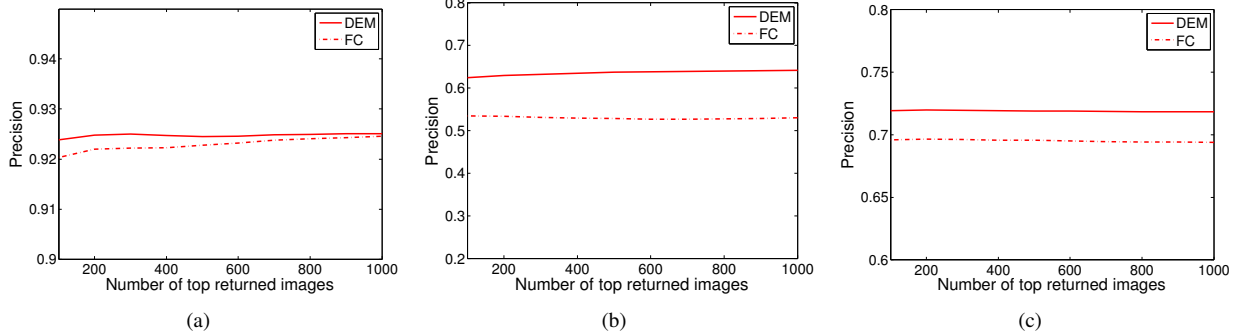 DEM
FC
0.94
0.93
0.92
0.91
0.9
Precision
200
400
600
800
1000
Number of top returned images
(a)
DEM
FC
0.8
0.7
0.6
0.5
0.4
0.3
0.2
Precision
200
400
600
800
1000
Number of top returned images
(b)
DEM
FC
0.8
0.75
0.7
0.65
0.6
Precision
200
400
600
800
1000
Number of top returned images
(c)